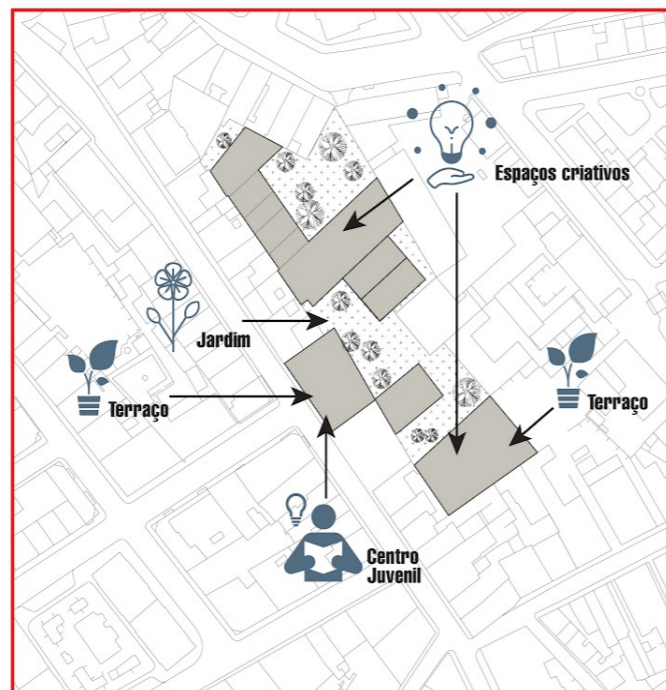 Espaços criativos
Jardim
Terraço
Terraço
Centro
Juvenil